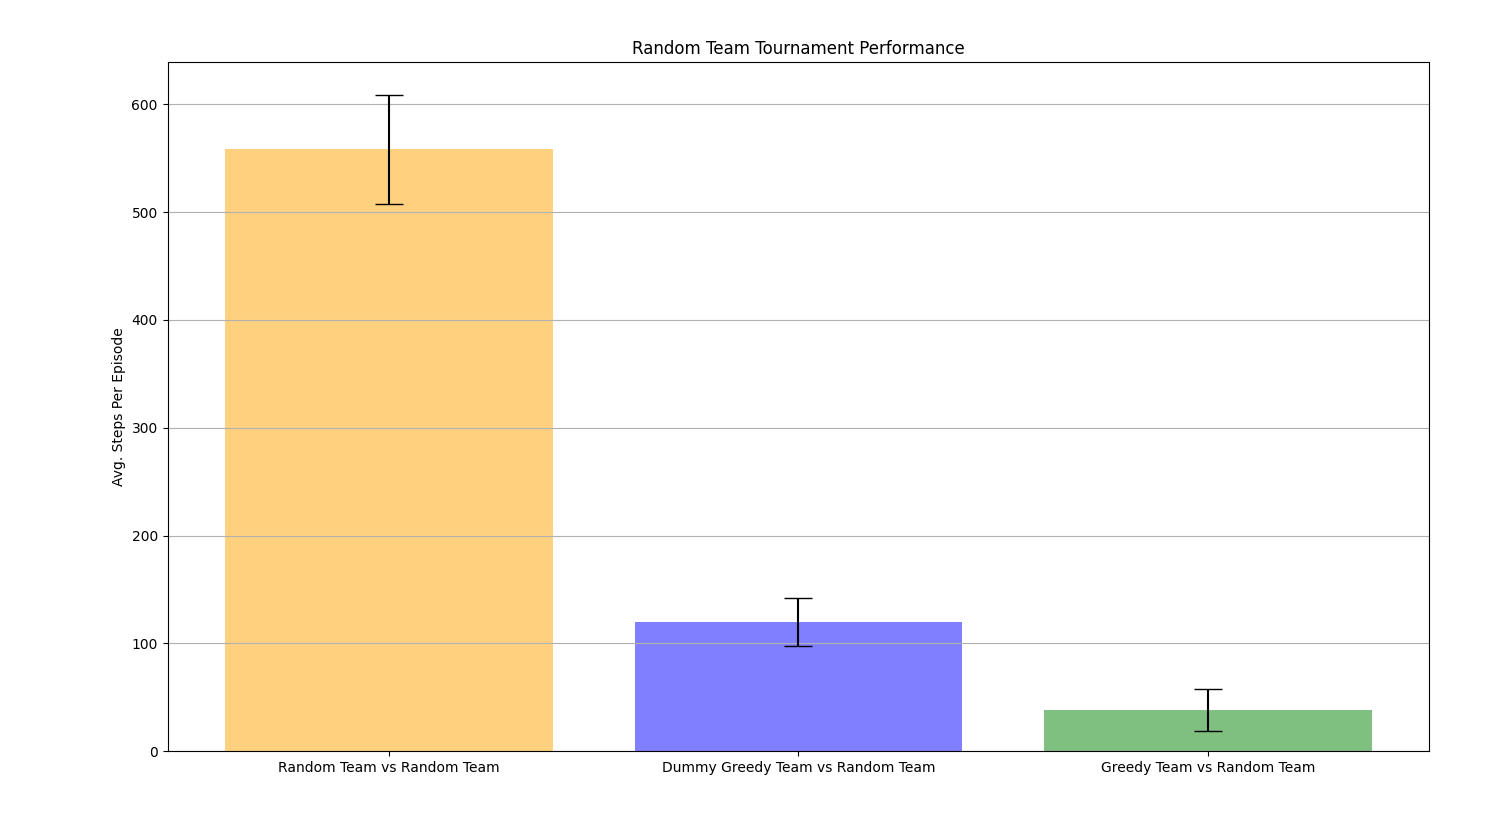 Random Team Tournament Performance
Avg. Steps Per Episode
600
500
400
300
200
100
0
Random Team vs Random Team
Dummy Greedy Team vs Random Team
Greedy Team vs Random Team